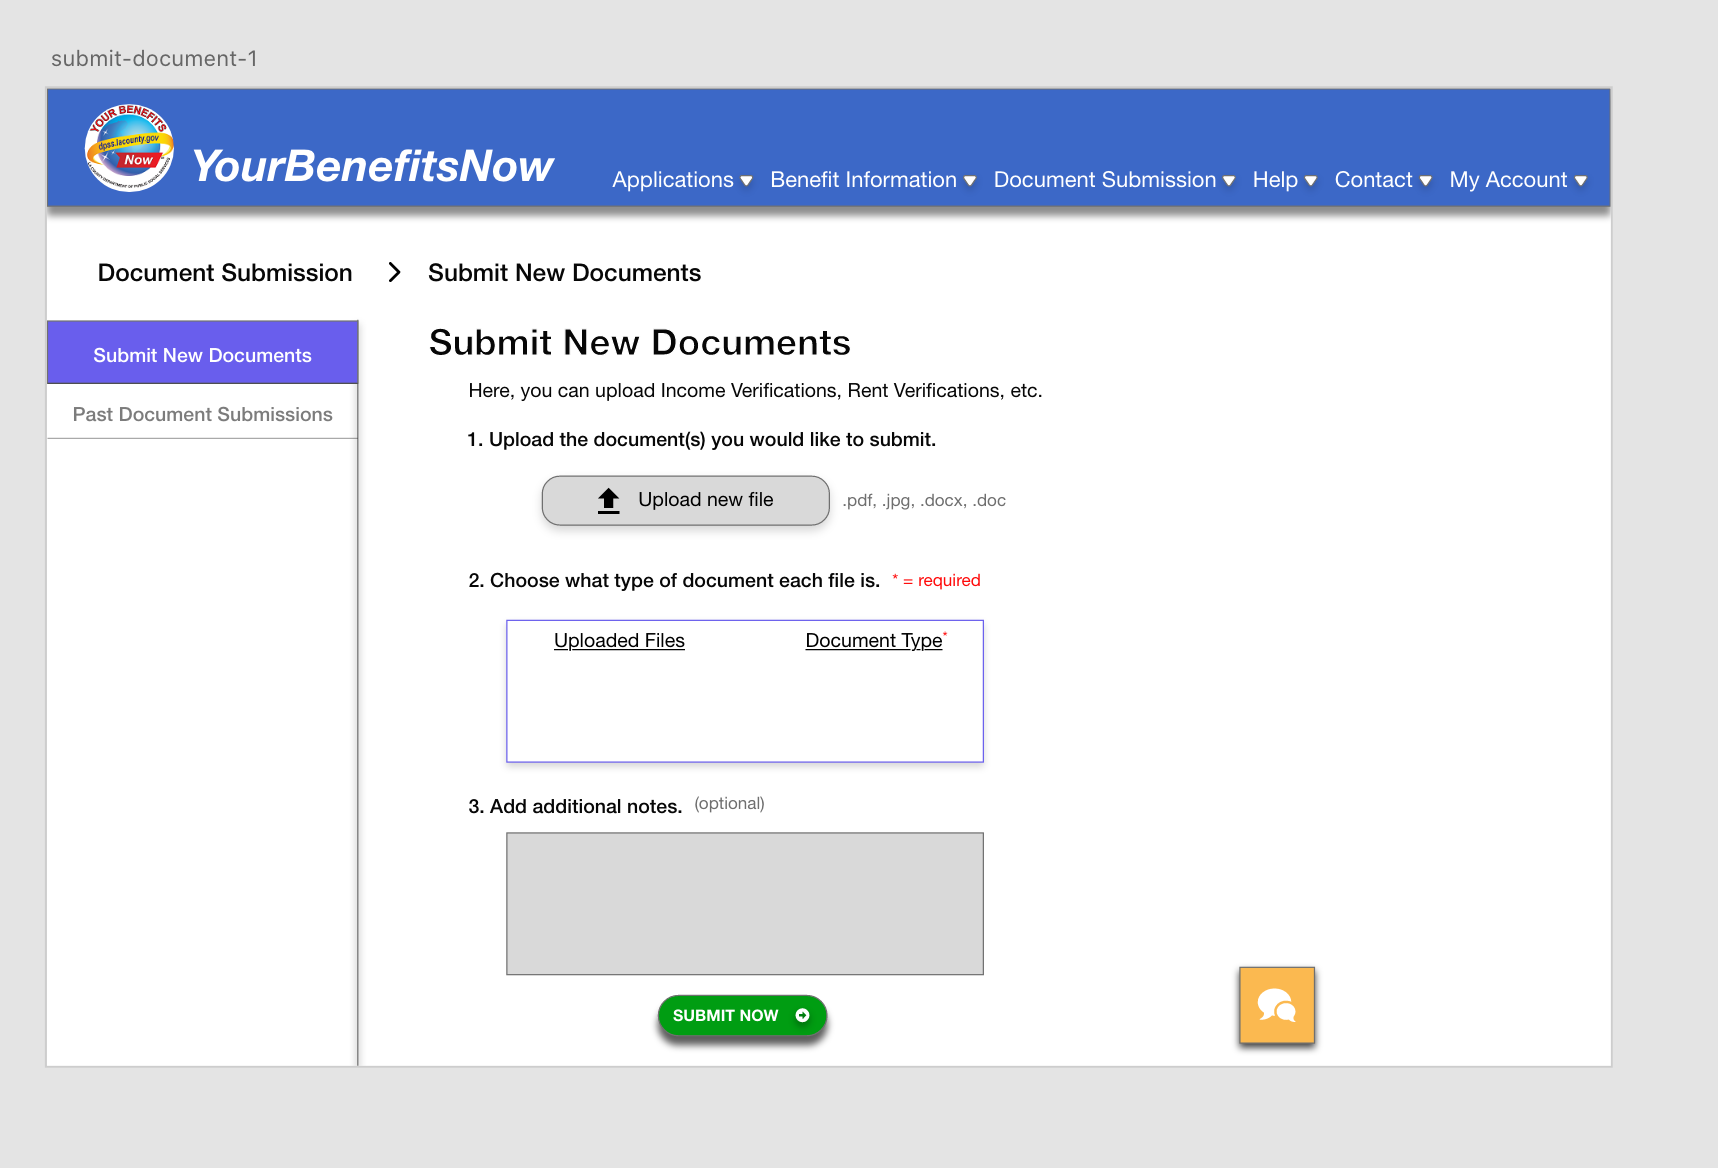 submit-document-1
YOUR BENEFITS
dpss.lacounty.gov
Now
YourBenefitsNow
Applications
Benefit Information
Document Submission
Help
Contact
My Account
Document Submission
Submit New Documents
Submit New Documents
Past Document Submissions
Submit New Documents
Here, you can upload Income Verifications, Rent Verifications, etc.
1. Upload the document(s) you would like to submit.
Upload new file
.pdf, .jpg, .docx, .doc
2. Choose what type of document each file is. * = required
Uploaded Files
Document Type*
3. Add additional notes. (optional)
SUBMIT NOW